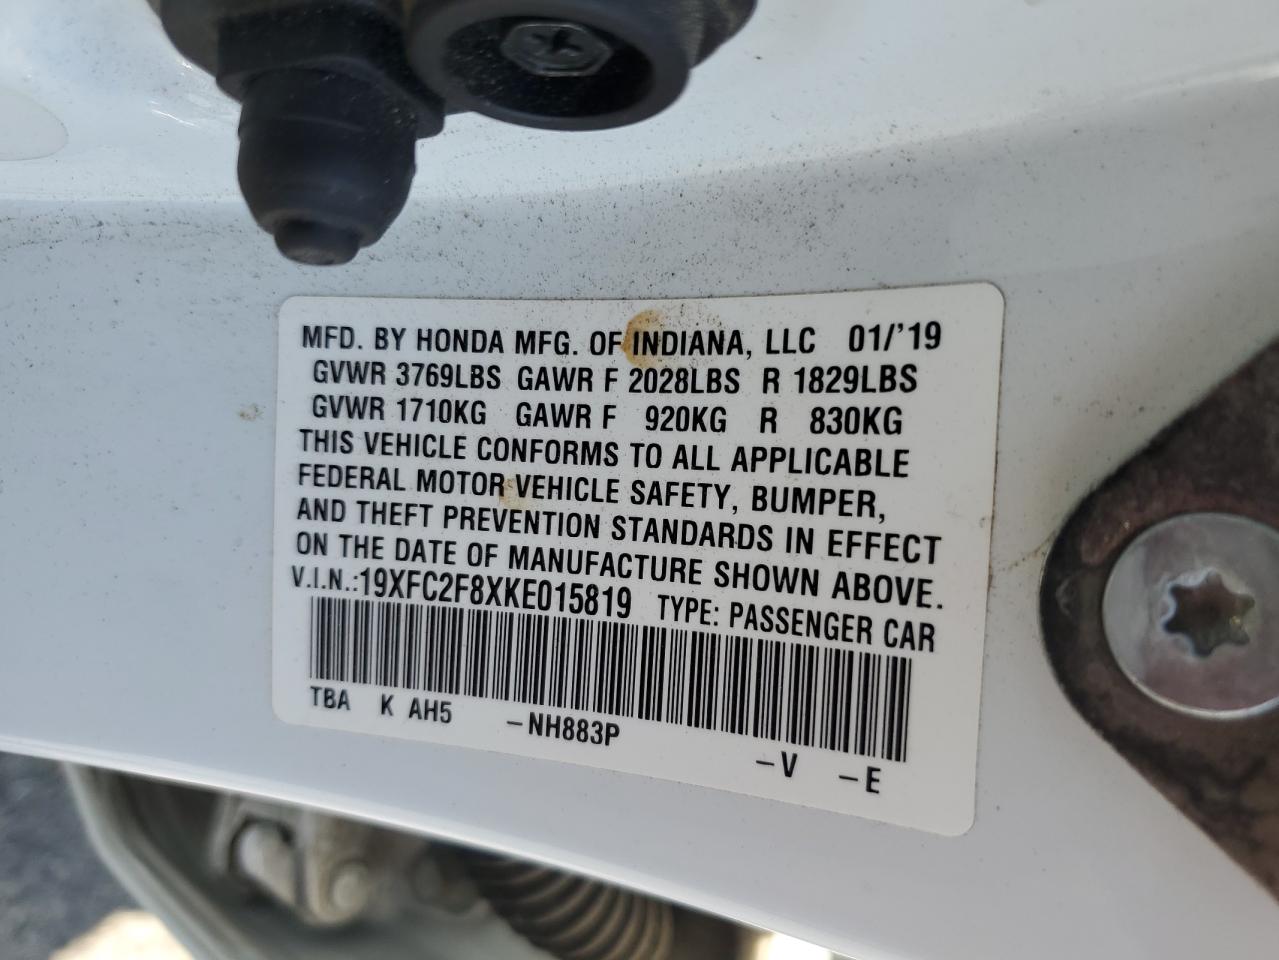 MFD. BY HONDA MFG. OF INDIANA, LLC 01/'19
GVWR 3769LBS GAWR F 2028LBS R 1829LBS
GVWR 1710KG GAWR F 920KG R 830KG
THIS VEHICLE CONFORMS TO ALL APPLICABLE
FEDERAL MOTOR VEHICLE SAFETY, BUMPER,
AND THEFT PREVENTION STANDARDS IN EFFECT
ON THE DATE OF MANUFACTURE SHOWN ABOVE.
V.I.N.:19XFC2F8XKE015819 TYPE: PASSENGER CAR
TBA K AH5 -NH883P -V -E